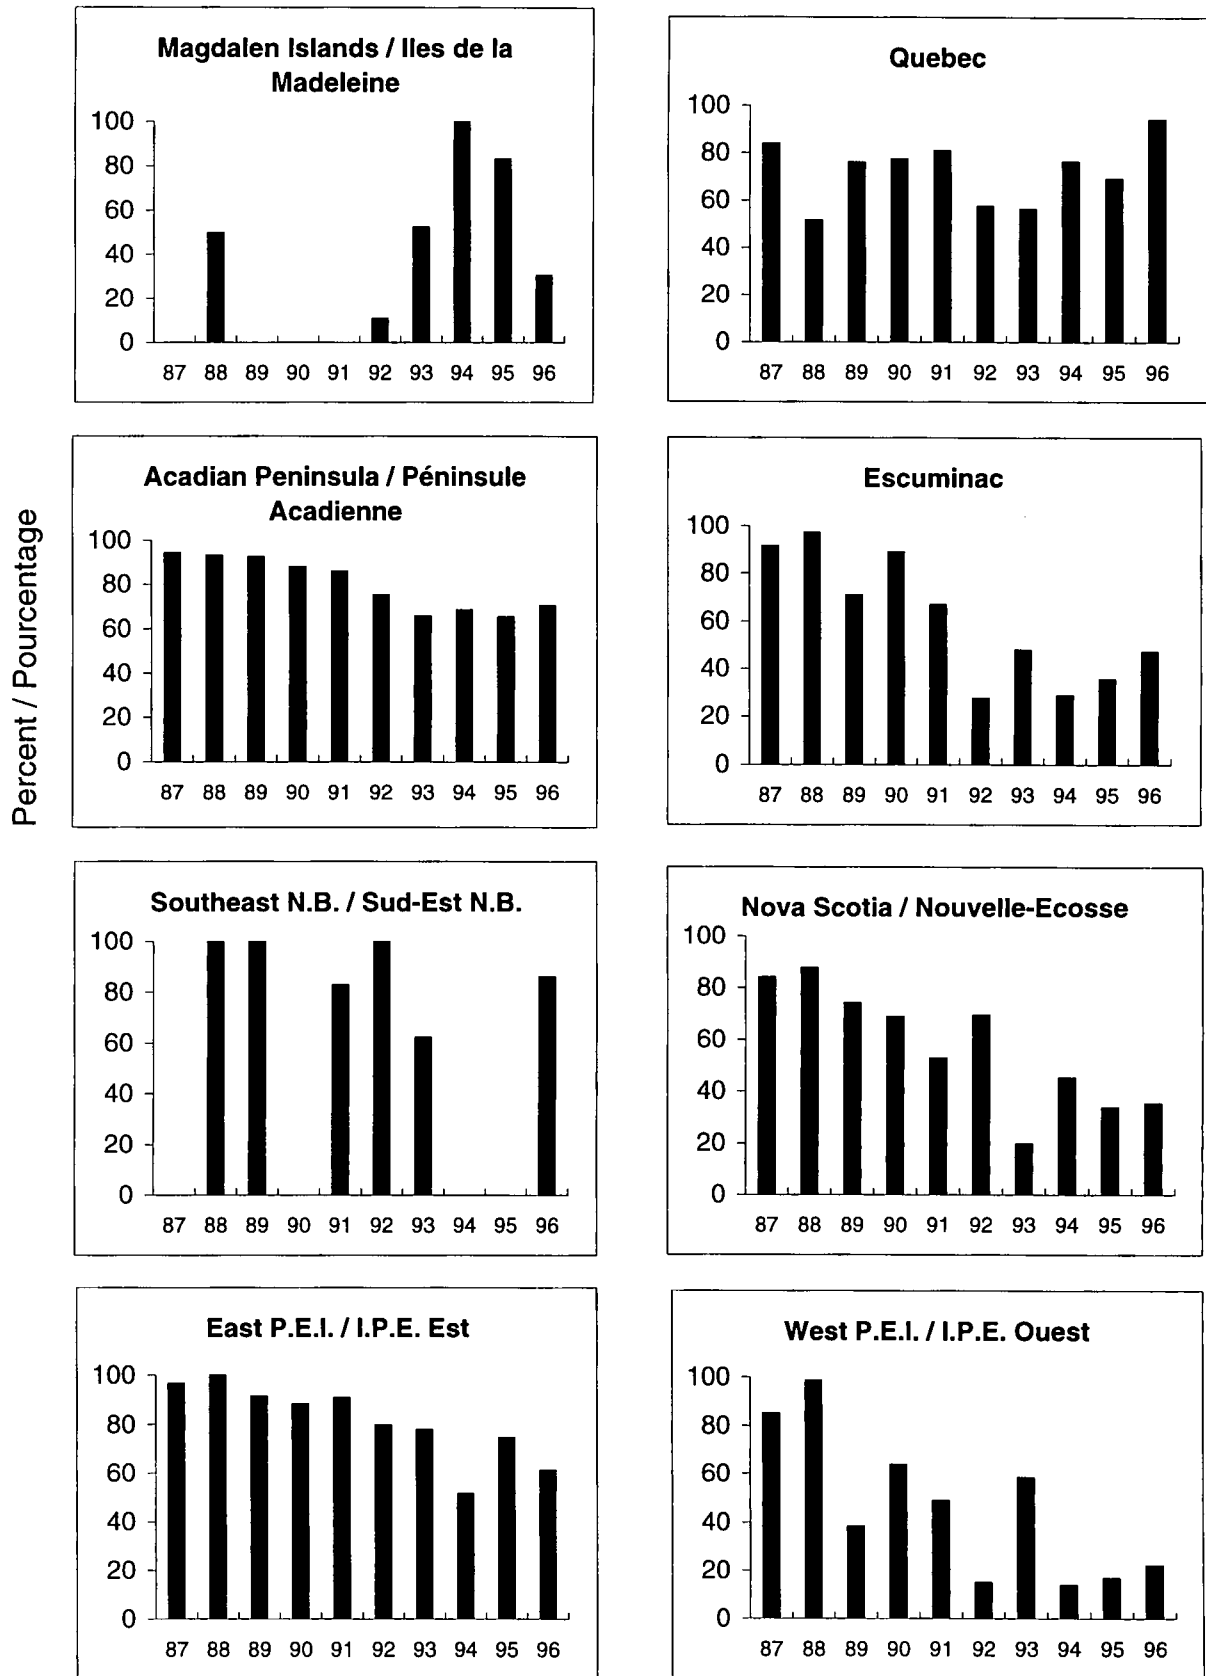 Percent / Pourcentage
Magdalen Islands / Iles de la
Madeleine
100
80
60
40
20
0
87 88 89 90 91 92 93 94 95 96
Quebec
100
80
60
40
20
0
87 88 89 90 91 92 93 94 95 96
Acadian Peninsula / Péninsule
Acadienne
100
80
60
40
20
0
87 88 89 90 91 92 93 94 95 96
Escuminac
100
80
60
40
20
0
87 88 89 90 91 92 93 94 95 96
Southeast N.B. / Sud-Est N.B.
100
80
60
40
20
0
87 88 89 90 91 92 93 94 95 96
Nova Scotia / Nouvelle-Ecosse
100
80
60
40
20
0
87 88 89 90 91 92 93 94 95 96
East P.E.I. / I.P.E. Est
100
80
60
40
20
0
87 88 89 90 91 92 93 94 95 96
West P.E.I. / I.P.E. Ouest
100
80
60
40
20
0
87 88 89 90 91 92 93 94 95 96